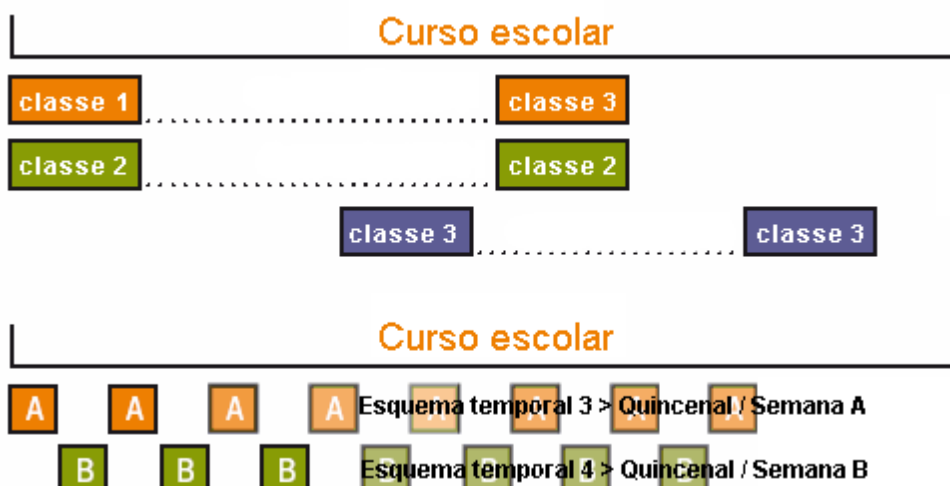 Curso escolar
classe 1 classe 3
classe 2 classe 2
classe 3 classe 3
Curso escolar
A A A A A A A A
Esquema temporal 3 > Quincenal / Semana A
B B B B B B B
Esquema temporal 4 > Quincenal / Semana B